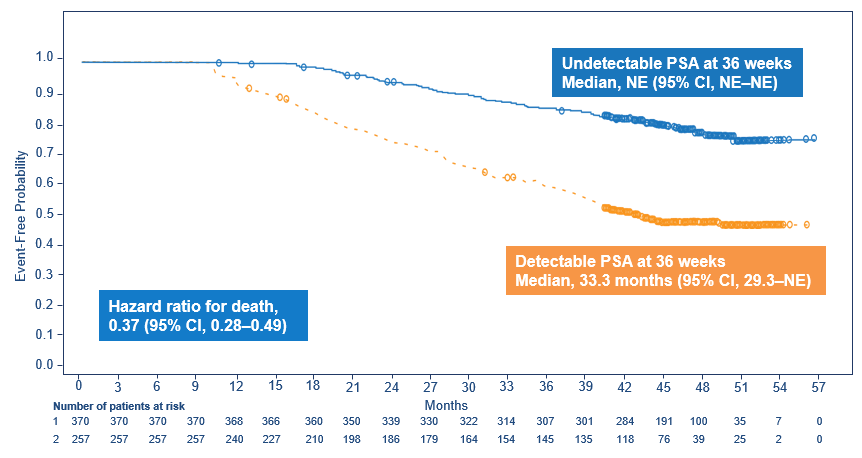 Undetectable PSA at 36 weeks
Median, NE (95% CI, NE–NE)
Detectable PSA at 36 weeks
Median, 33.3 months (95% CI, 29.3–NE)
Hazard ratio for death,
0.37 (95% CI, 0.28–0.49)
Event-Free Probability
1.0
0.9
0.8
0.7
0.6
0.5
0.4
0.3
0.2
0.1
0.0
0 3 6 9 12 15 18 21 24 27 30 33 36 39 42 45 48 51 54 57
Months
Number of patients at risk
1 370 370 370 370 368 366 360 350 339 330 322 314 307 301 284 191 100 35 7 0
2 257 257 257 257 240 227 210 198 186 179 164 154 145 135 118 76 39 25 2 0